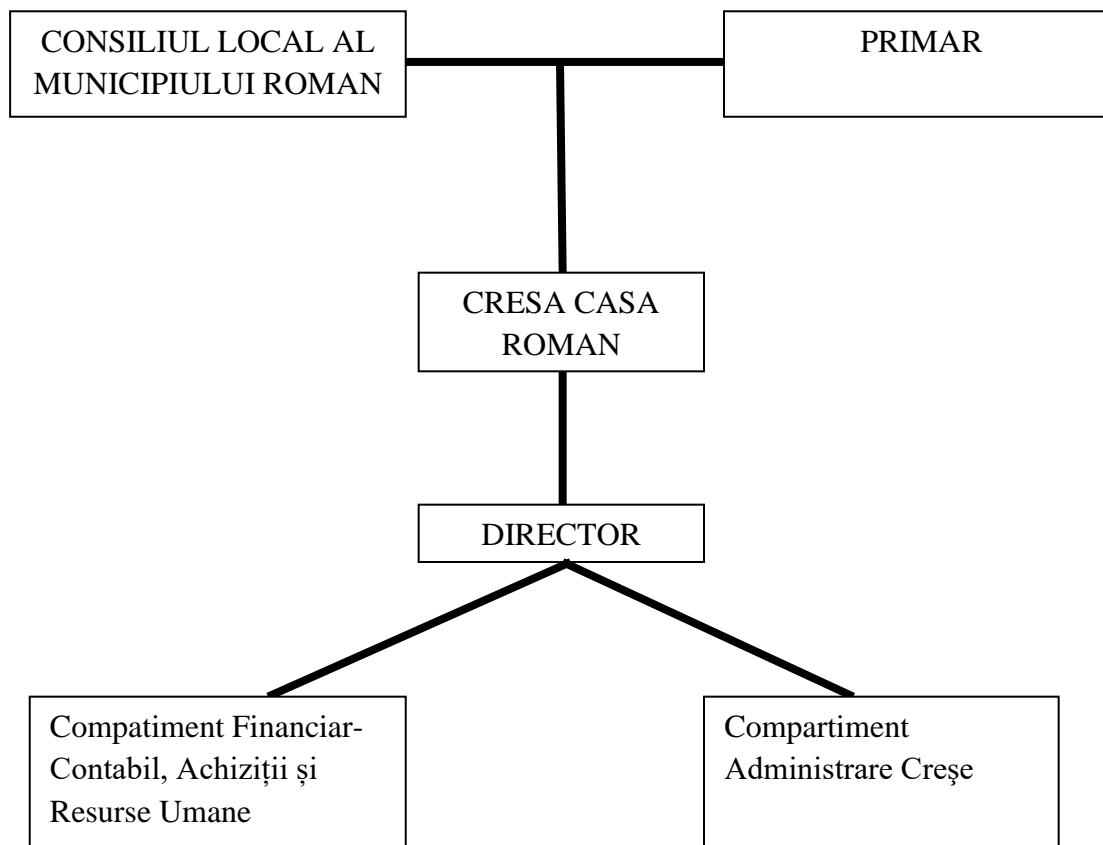 CONSILIUL LOCAL AL
MUNICIPIULUI ROMAN
PRIMAR
CRESA CASA
ROMAN
DIRECTOR
Compatiment Financiar-
Contabil, Achiziții și
Resurse Umane
Compartiment
Administrare Creşe